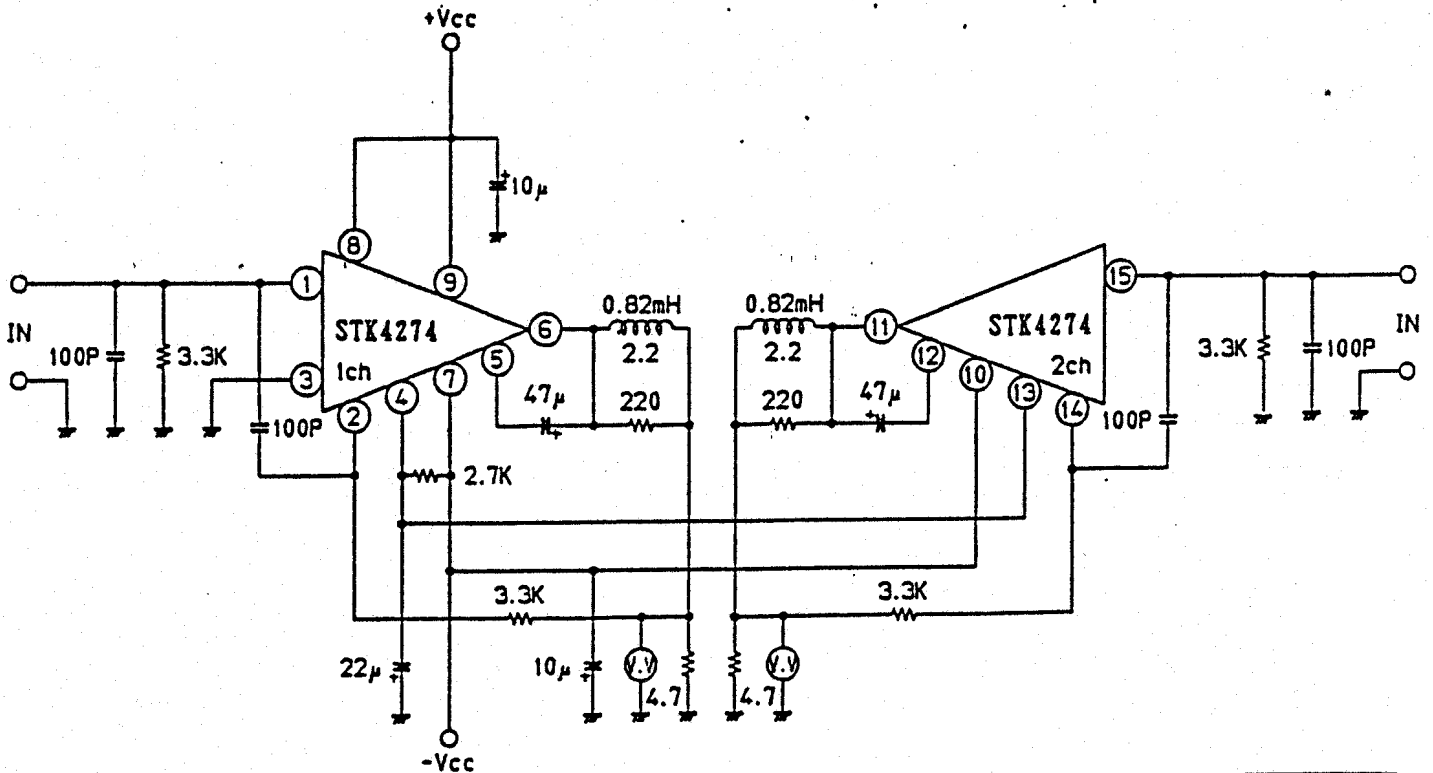 +Vcc
10μ
8
9
1
15
IN
STK4274
0.82mH
0.82mH
STK4274
IN
6
11
2.2
2.2
100P
3.3K
3.3K
100P
3
1ch
5
12
2ch
7
10
4
13
2
47μ
220
220
47μ
14
100P
100P
2.7K
3.3K
3.3K
22μ
10μ
V.V
V.V
4.7
4.7
-Vcc
+
+
+
+
+